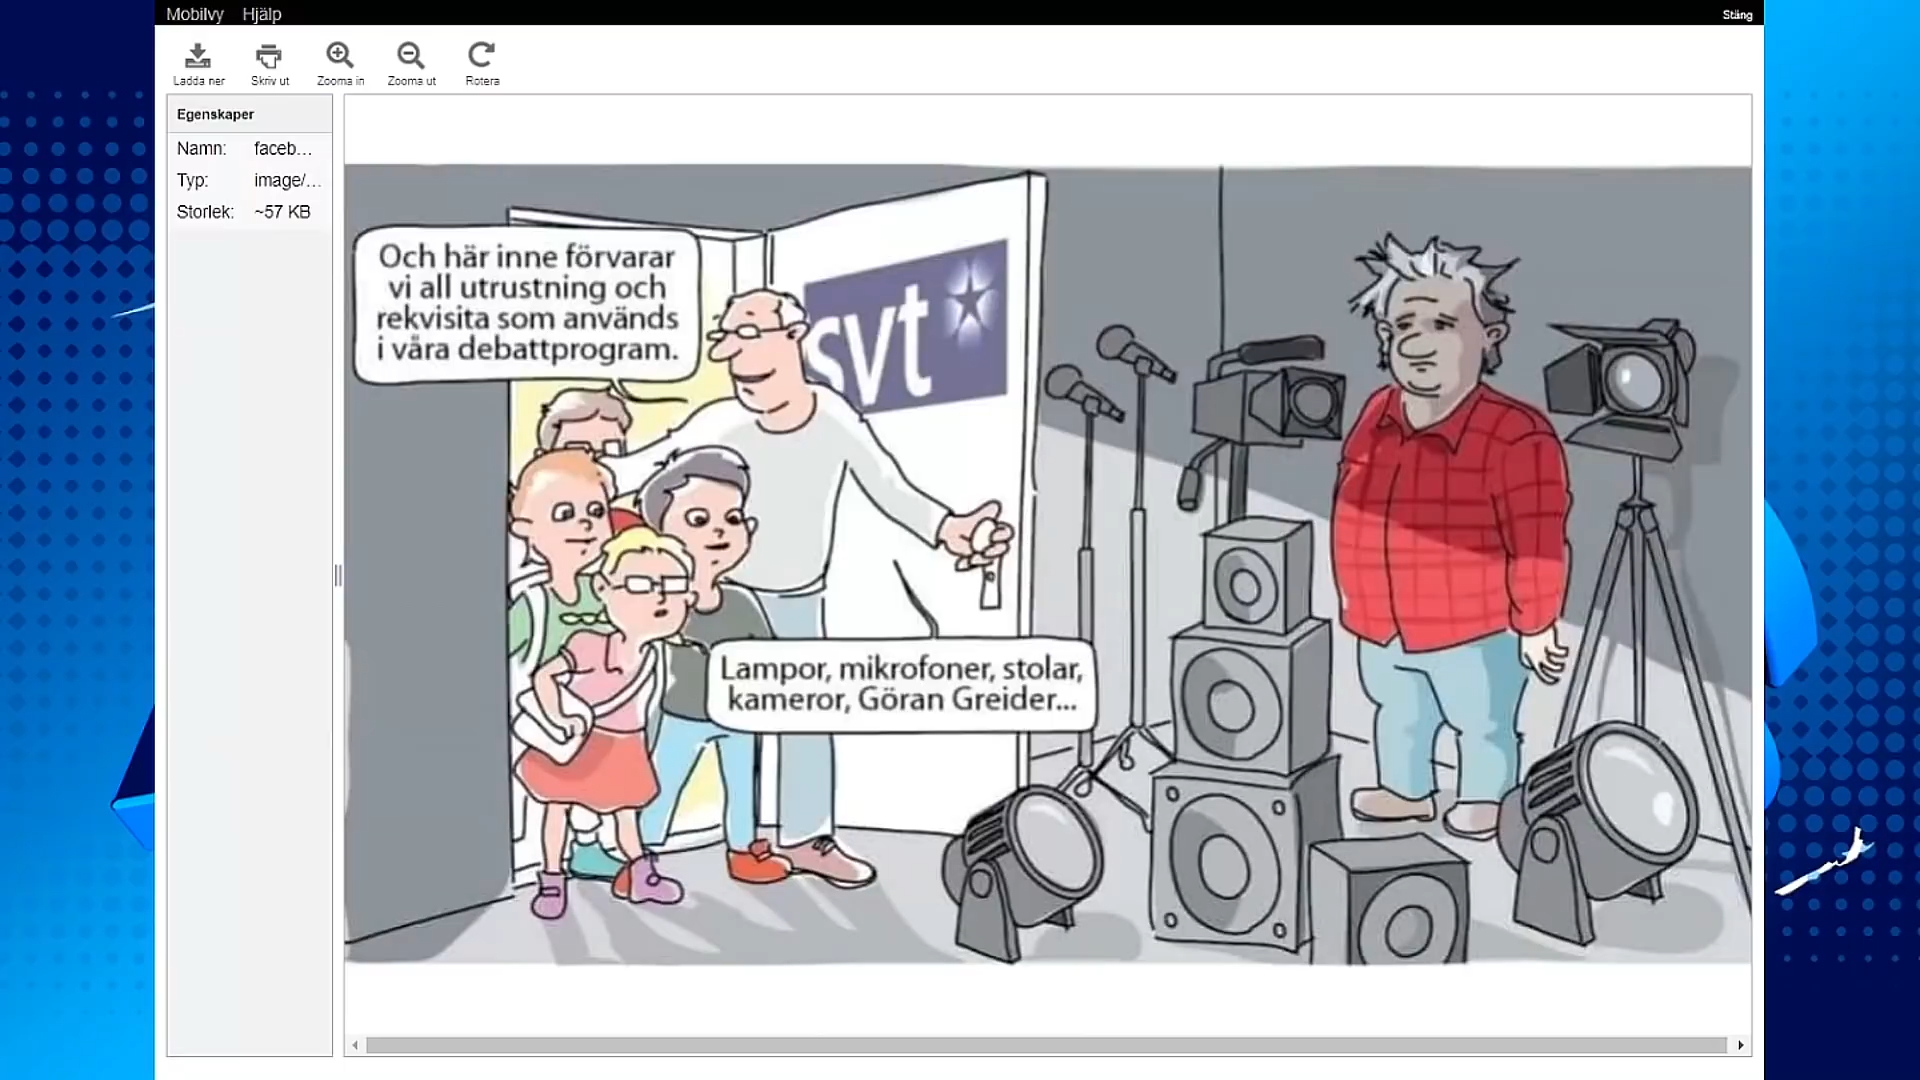 Mobilvy Hjälp
Stäng
Ladda ner Skriv ut Zooma in Zooma ut Rotera
Egenskaper
Namn: faceb...
Typ: image/...
Storlek: ~57 KB
Och här inne förvarar
vi all utrustning och
rekvisita som används
i våra debattprogram.
svt
Lampor, mikrofoner, stolar,
kameror, Göran Greider...